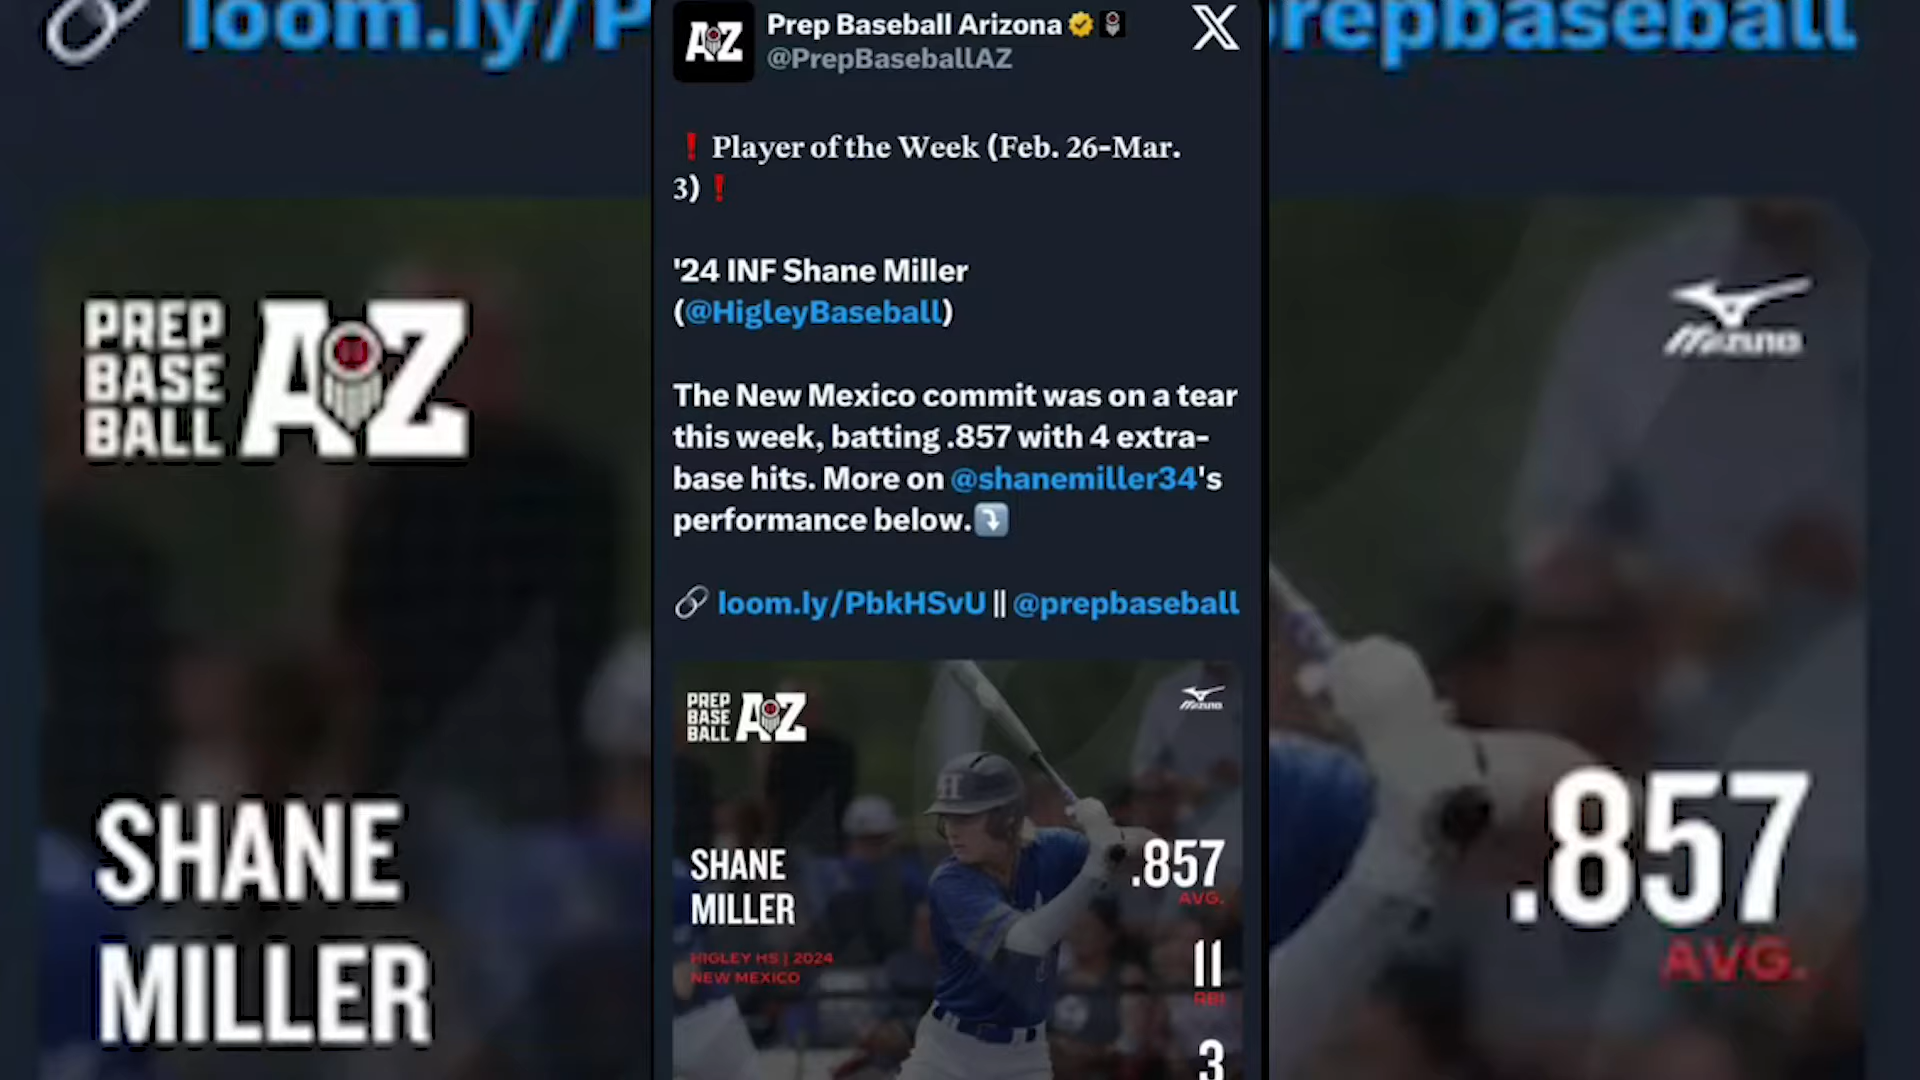 loom.ly/P
repbaseball
PREP
BASE
BALL
AZ
SHANE
MILLER
AZ
Prep Baseball Arizona
@PrepBaseballAZ
X
❗ Player of the Week (Feb. 26-Mar.
3)❗
'24 INF Shane Miller
(@HigleyBaseball)
The New Mexico commit was on a tear
this week, batting .857 with 4 extra-
base hits. More on @shanemiller34's
performance below.⤵️
🔗 loom.ly/PbkHSvU || @prepbaseball
PREP
BASE
BALL
AZ
MIZUNO
H
SHANE
MILLER
HIGLEY HS | 2024
NEW MEXICO
.857
AVG.
11
RBI
3
MIZUNO
.857
AVG.